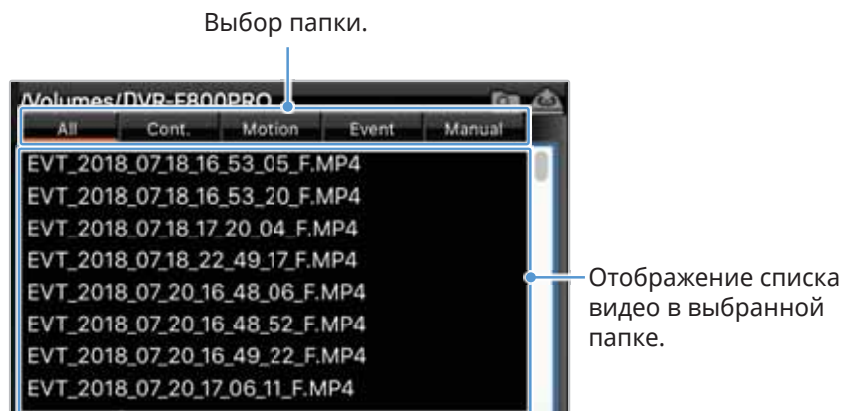 Выбор папки.
/Volumes/DVR-F800PRO
All Cont. Motion Event Manual
EVT_2018_07_18_16_53_05_F.MP4
EVT_2018_07_18_16_53_20_F.MP4
EVT_2018_07_18_17_20_04_F.MP4
EVT_2018_07_18_22_49_17_F.MP4
EVT_2018_07_20_16_48_06_F.MP4
EVT_2018_07_20_16_48_52_F.MP4
EVT_2018_07_20_16_49_22_F.MP4
EVT_2018_07_20_17_06_11_F.MP4
Отображение списка
видео в выбранной
папке.